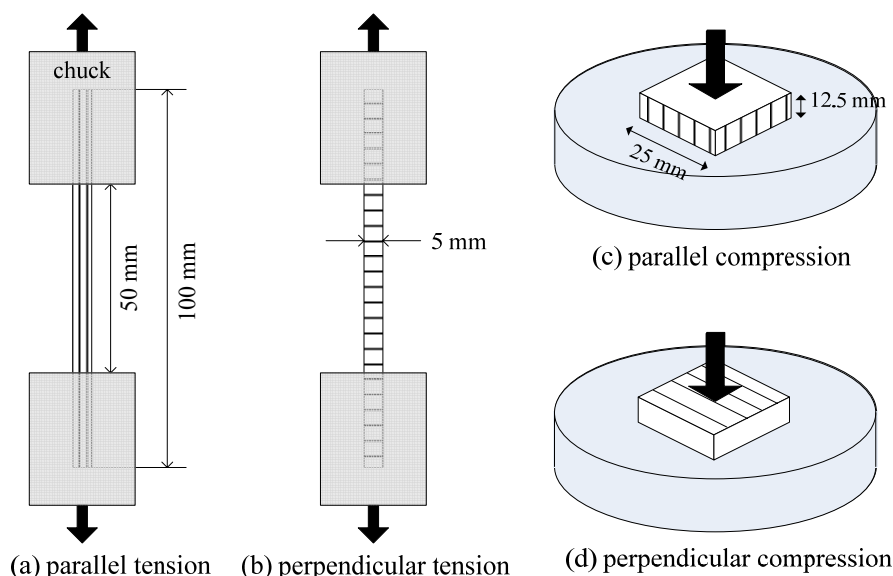 chuck
50 mm
100 mm
5 mm
12.5 mm
25 mm
(c) parallel compression
(a) parallel tension
(b) perpendicular tension
(d) perpendicular compression